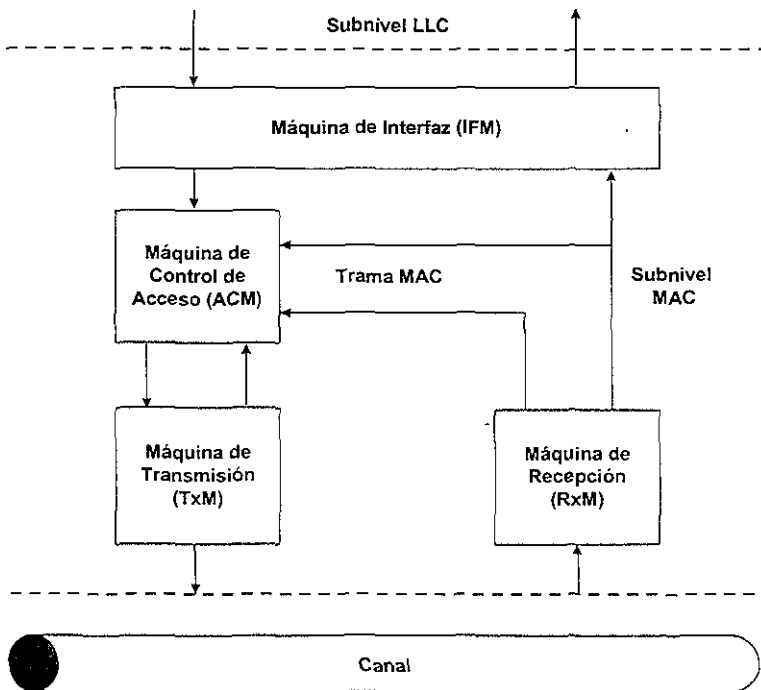 Subnivel LLC
Máquina de Interfaz (IFM)
Máquina de
Control de
Acceso (ACM)
Trama MAC
Subnivel
MAC
Máquina de
Transmisión
(TxM)
Máquina de
Recepción
(RxM)
Canal